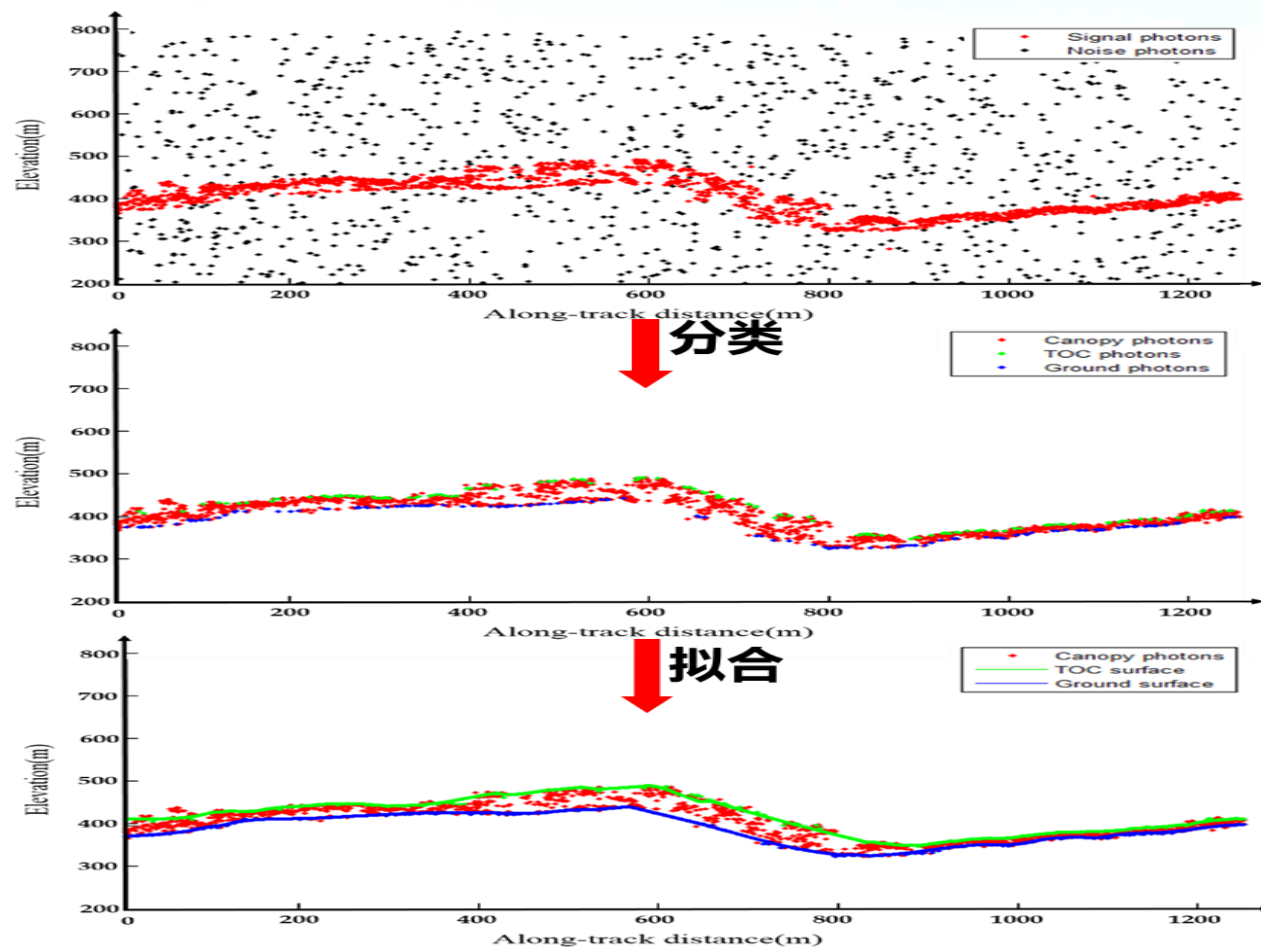 Signal photons
Noise photons
Elevation(m)
800
700
600
500
400
300
200
0 200 400 600 800 1000 1200
Along-track distance(m)
分类
Canopy photons
TOC photons
Ground photons
Elevation(m)
800
700
600
500
400
300
200
0 200 400 600 800 1000 1200
Along-track distance(m)
拟合
Canopy photons
TOC surface
Ground surface
Elevation(m)
800
700
600
500
400
300
200
0 200 400 600 800 1000 1200
Along-track distance(m)